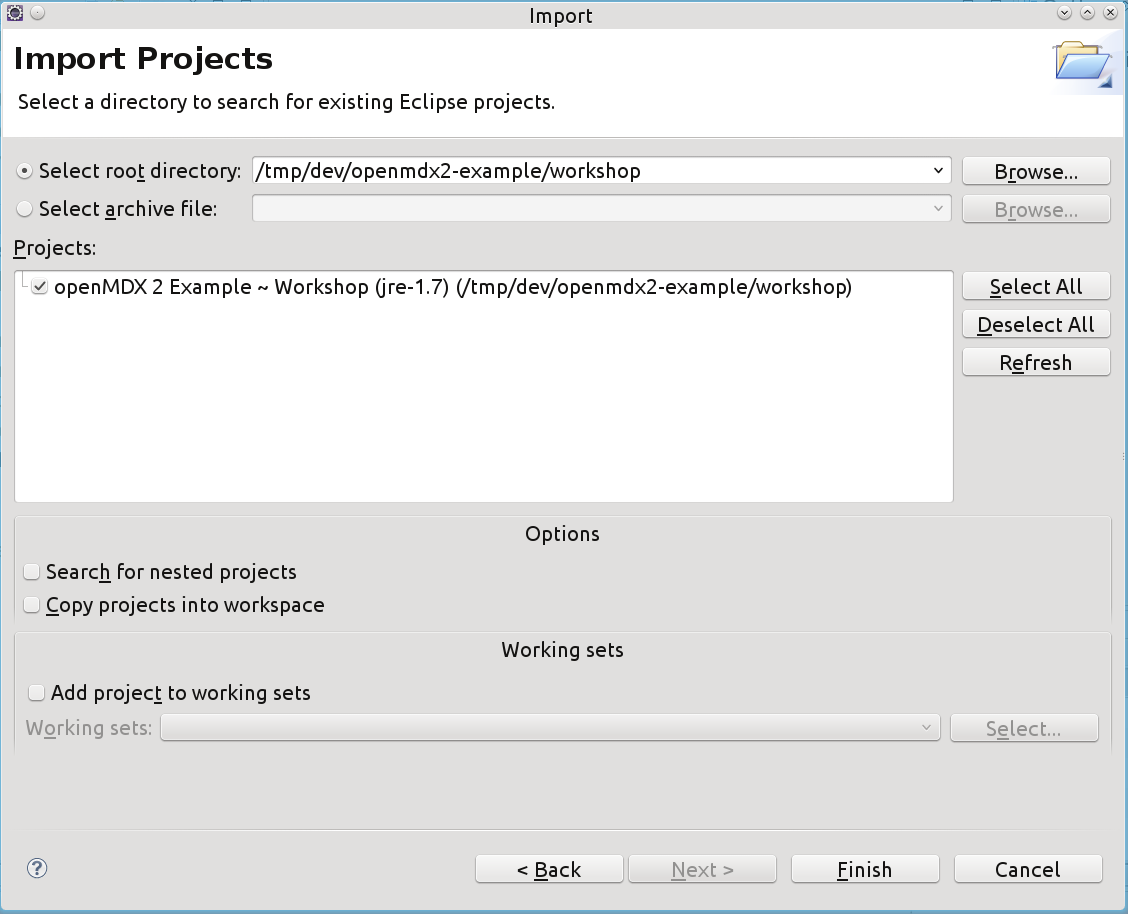 Import
Import Projects
Select a directory to search for existing Eclipse projects.
Select root directory: /tmp/dev/openmdx2-example/workshop Browse...
Select archive file: Browse...
Projects:
openMDX 2 Example ~ Workshop (jre-1.7) (/tmp/dev/openmdx2-example/workshop)
Select All
Deselect All
Refresh
Options
Search for nested projects
Copy projects into workspace
Working sets
Add project to working sets
Working sets: Select...
? < Back Next > Finish Cancel